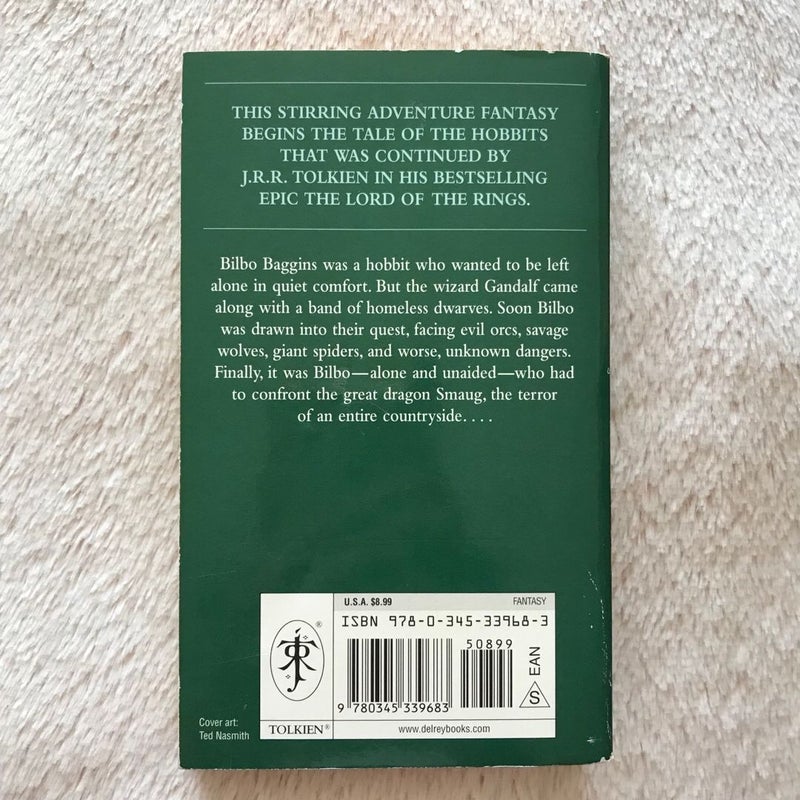 THIS STIRRING ADVENTURE FANTASY
BEGINS THE TALE OF THE HOBBITS
THAT WAS CONTINUED BY
J.R.R. TOLKIEN IN HIS BESTSELLING
EPIC THE LORD OF THE RINGS.
Bilbo Baggins was a hobbit who wanted to be left
alone in quiet comfort. But the wizard Gandalf came
along with a band of homeless dwarves. Soon Bilbo
was drawn into their quest, facing evil orcs, savage
wolves, giant spiders, and worse, unknown dangers.
Finally, it was Bilbo—alone and unaided—who had
to confront the great dragon Smaug, the terror
of an entire countryside. . . .
U.S.A. $8.99 FANTASY
ISBN 978-0-345-33968-3
50899
EAN
S
9 780345 339683
®
TOLKIEN®
www.delreybooks.com
Cover art:
Ted Nasmith